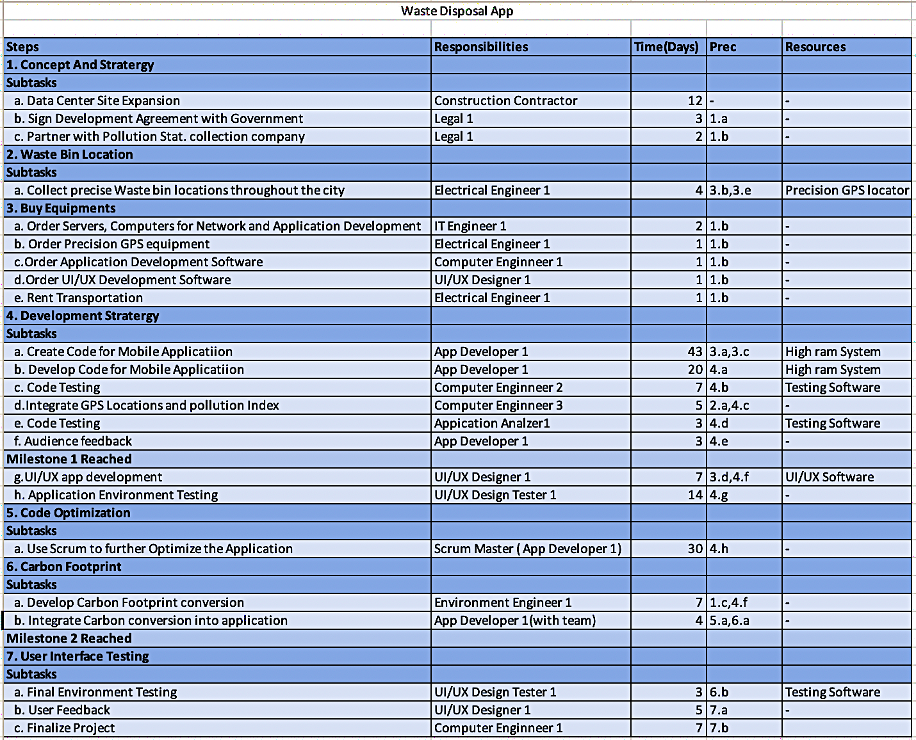 Waste Disposal App
Steps Responsibilities Time(Days) Prec Resources
1. Concept And Stratergy
Subtasks
a. Data Center Site Expansion Construction Contractor 12 - -
b. Sign Development Agreement with Government Legal 1 3 1.a -
c. Partner with Pollution Stat. collection company Legal 1 2 1.b -
2. Waste Bin Location
Subtasks
a. Collect precise Waste bin locations throughout the city Electrical Engineer 1 4 3.b,3.e Precision GPS locator
3. Buy Equipments
a. Order Servers, Computers for Network and Application Development IT Engineer 1 2 1.b -
b. Order Precision GPS equipment Electrical Engineer 1 1 1.b -
c.Order Application Development Software Computer Enginneer 1 1 1.b -
d.Order UI/UX Development Software UI/UX Designer 1 1 1.b -
e. Rent Transportation Electrical Engineer 1 1 1.b -
4. Development Stratergy
Subtasks
a. Create Code for Mobile Applicatiion App Developer 1 43 3.a,3.c High ram System
b. Develop Code for Mobile Applicatiion App Developer 1 20 4.a High ram System
c. Code Testing Computer Enginneer 2 7 4.b Testing Software
d.Integrate GPS Locations and pollution Index Computer Enginneer 3 5 2.a,4.c -
e. Code Testing Appication Analzer1 3 4.d Testing Software
f. Audience feedback App Developer 1 3 4.e -
Milestone 1 Reached
g.UI/UX app development UI/UX Designer 1 7 3.d,4.f UI/UX Software
h. Application Environment Testing UI/UX Design Tester 1 14 4.g -
5. Code Optimization
Subtasks
a. Use Scrum to further Optimize the Application Scrum Master ( App Developer 1) 30 4.h -
6. Carbon Footprint
Subtasks
a. Develop Carbon Footprint conversion Environment Engineer 1 7 1.c,4.f -
b. Integrate Carbon conversion into application App Developer 1(with team) 4 5.a,6.a -
Milestone 2 Reached
7. User Interface Testing
Subtasks
a. Final Environment Testing UI/UX Design Tester 1 3 6.b Testing Software
b. User Feedback UI/UX Designer 1 5 7.a -
c. Finalize Project Computer Enginneer 1 7 7.b